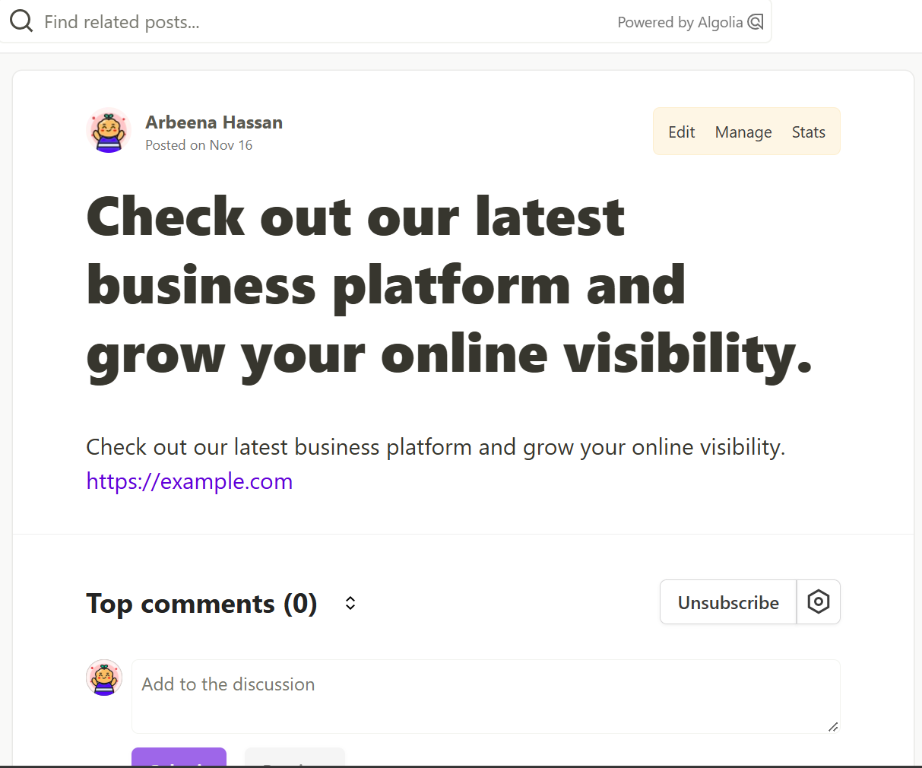 Find related posts...
Powered by Algolia
Arbeena Hassan
Posted on Nov 16
Edit Manage Stats
Check out our latest
business platform and
grow your online visibility.
Check out our latest business platform and grow your online visibility.
https://example.com
Top comments (0)
Unsubscribe
Add to the discussion